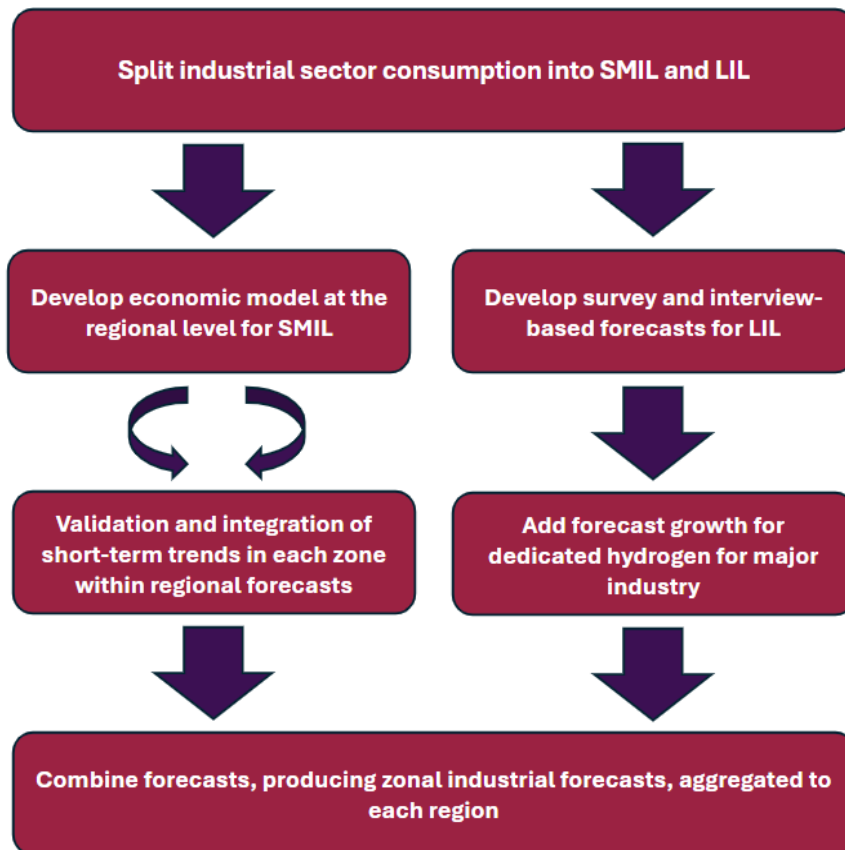 Split industrial sector consumption into SMIL and LIL
Develop economic model at the
regional level for SMIL
Develop survey and interview-
based forecasts for LIL
Validation and integration of
short-term trends in each zone
within regional forecasts
Add forecast growth for
dedicated hydrogen for major
industry
Combine forecasts, producing zonal industrial forecasts, aggregated to
each region